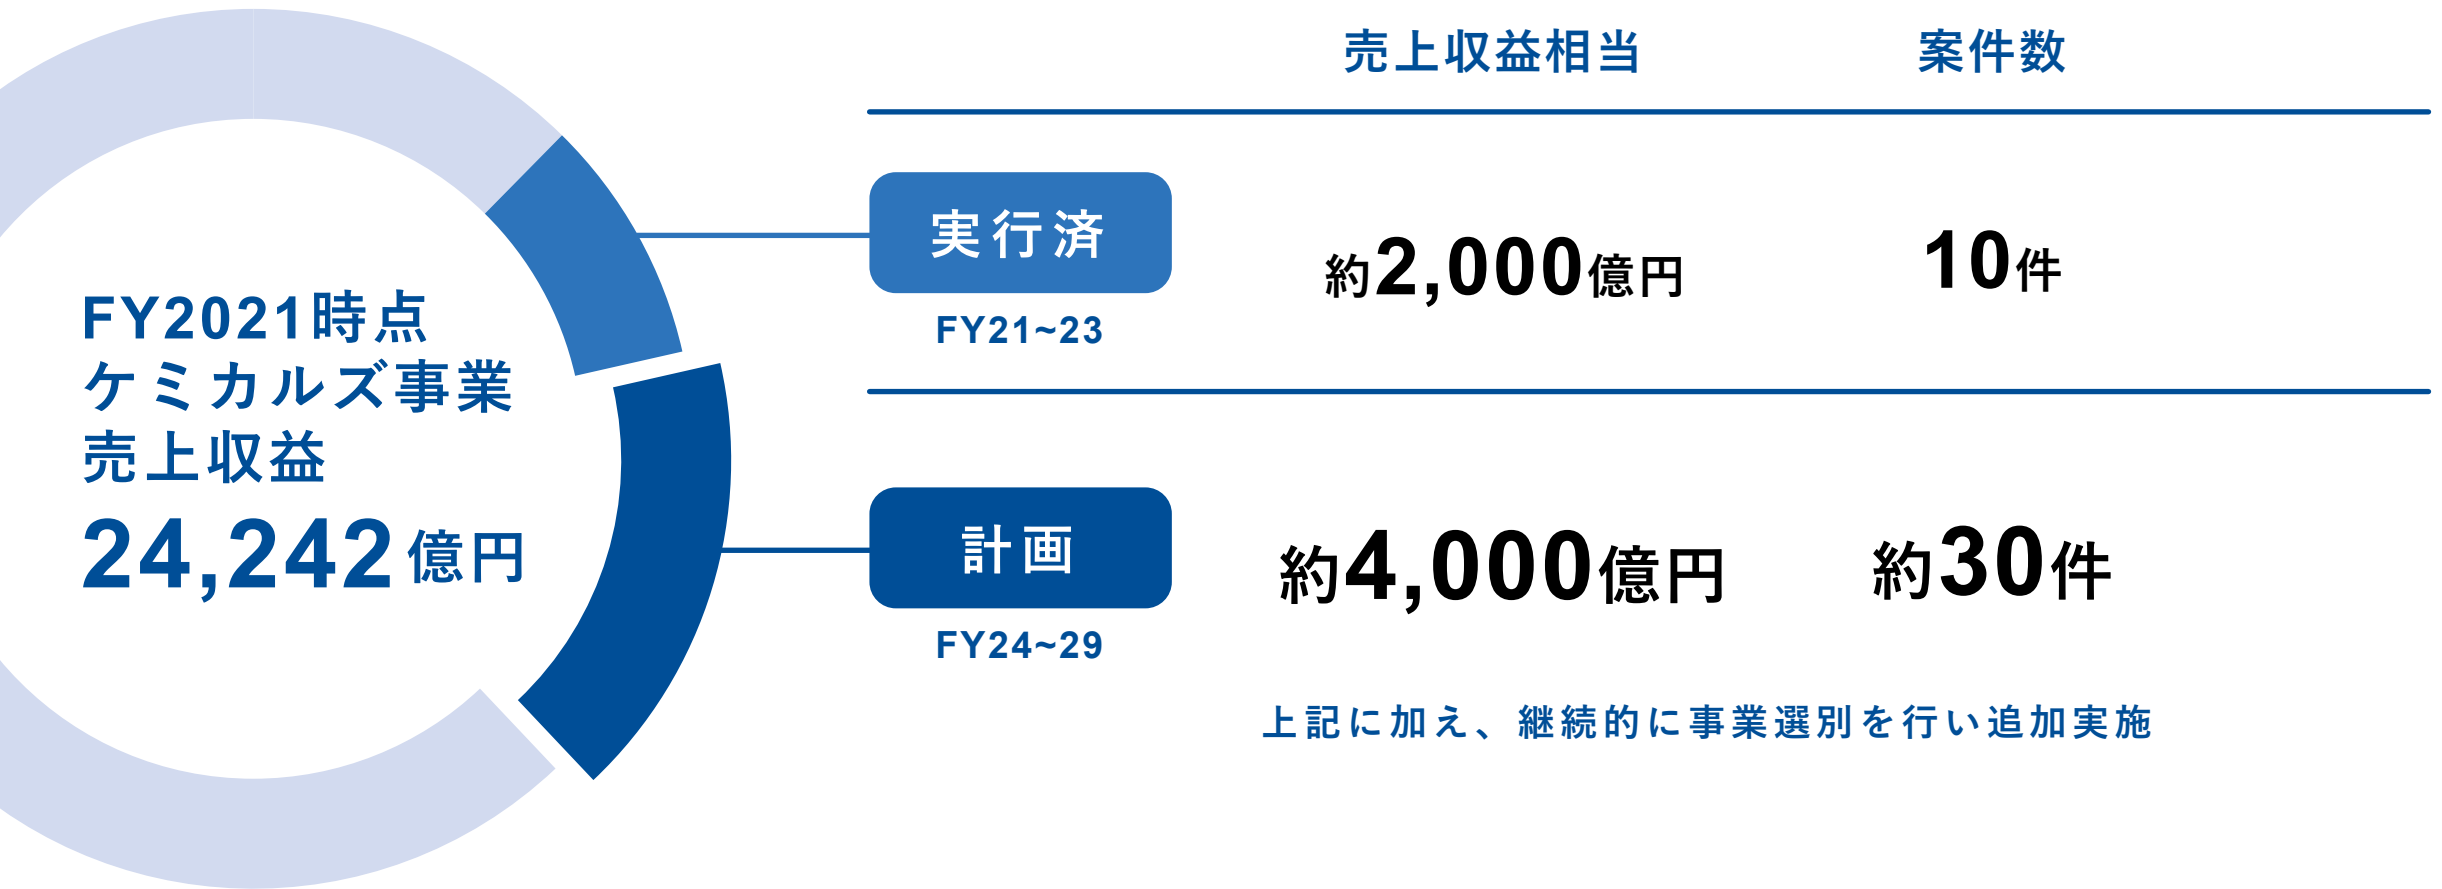 FY2021時点
ケミカルズ事業
売上収益
24,242億円
売上収益相当 案件数
実行済 約2,000億円 10件
FY21~23
計画 約4,000億円 約30件
FY24~29
上記に加え、継続的に事業選別を行い追加実施